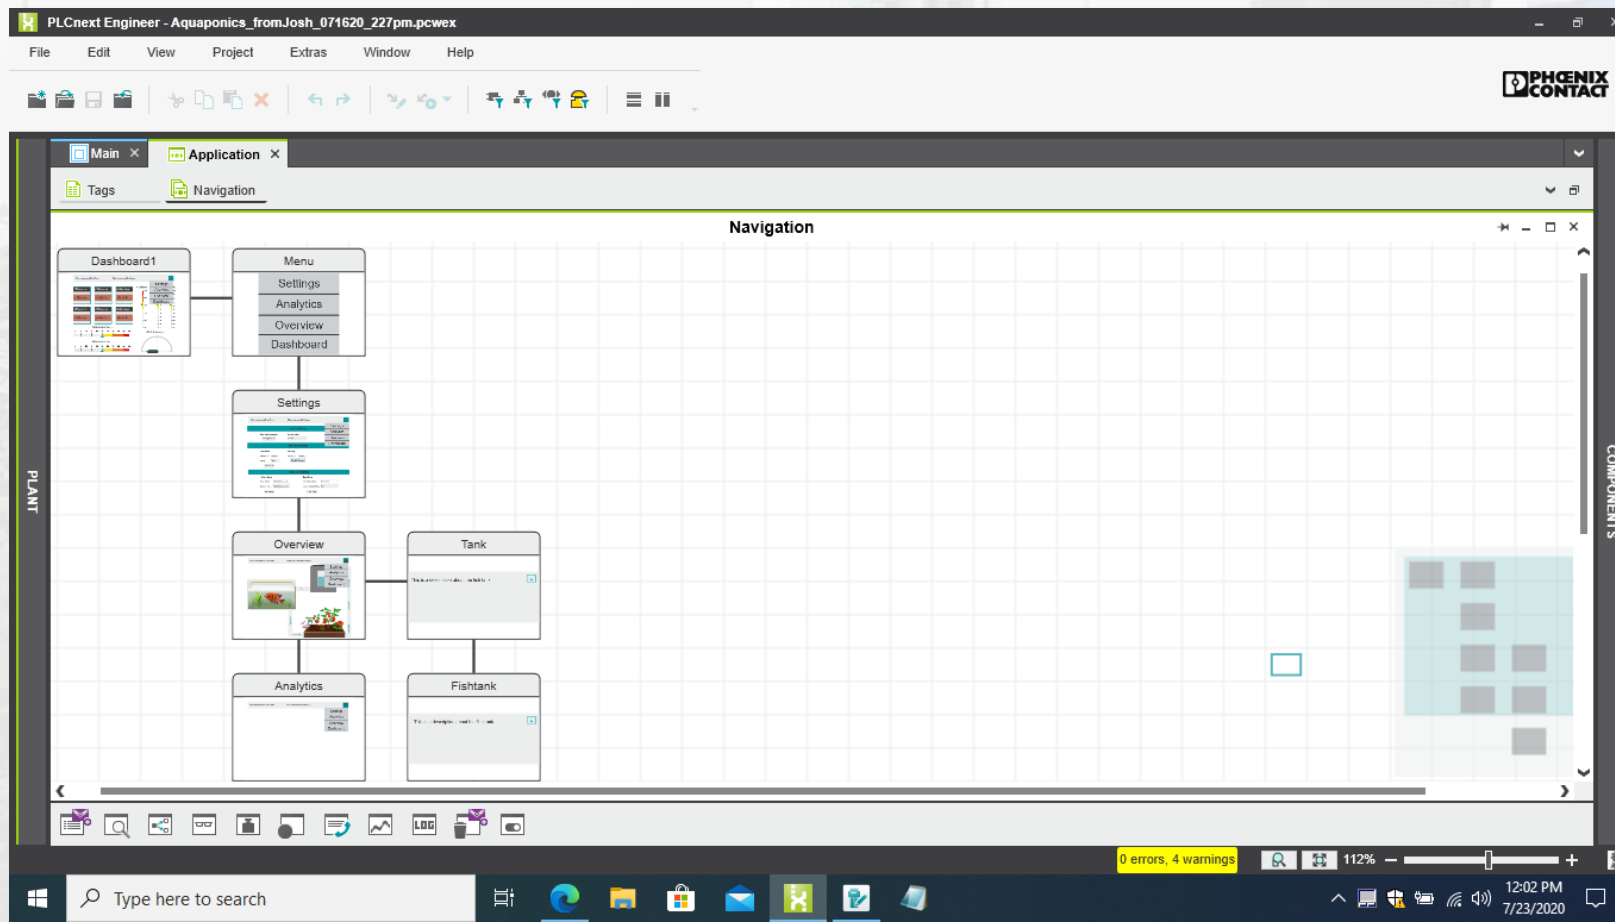 PLCnext Engineer - Aquaponics_fromJosh_071620_227pm.pcwex
File Edit View Project Extras Window Help
PHŒNIX
CONTACT
Main
Application
Tags
Navigation
Navigation
Dashboard1
Menu
Settings
Analytics
Overview
Dashboard
Settings
Overview
Tank
Analytics
Fishtank
PLANT
COMPONENTS
LOG
0 errors, 4 warnings
112%
Type here to search
12:02 PM
7/23/2020